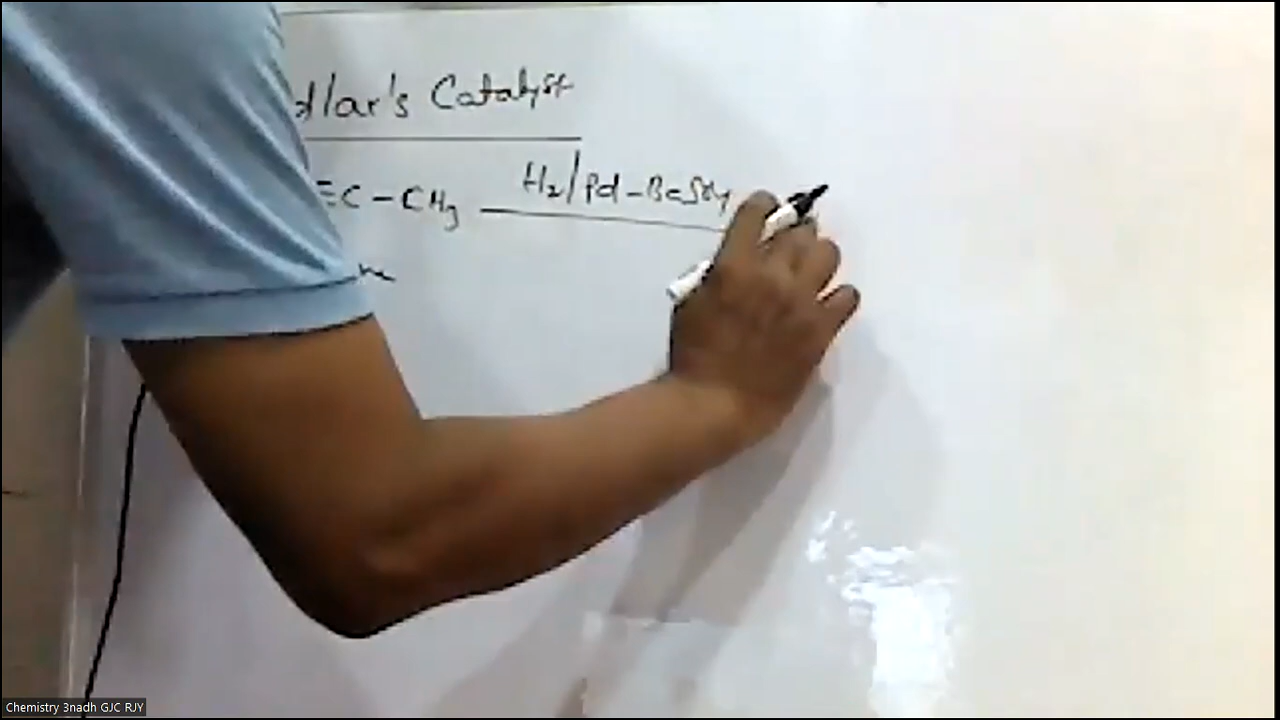 dlar's Catalyst
≡C-CH₃ H₂/Pd-BaSO₄
Chemistry 3nadh GJC RJY